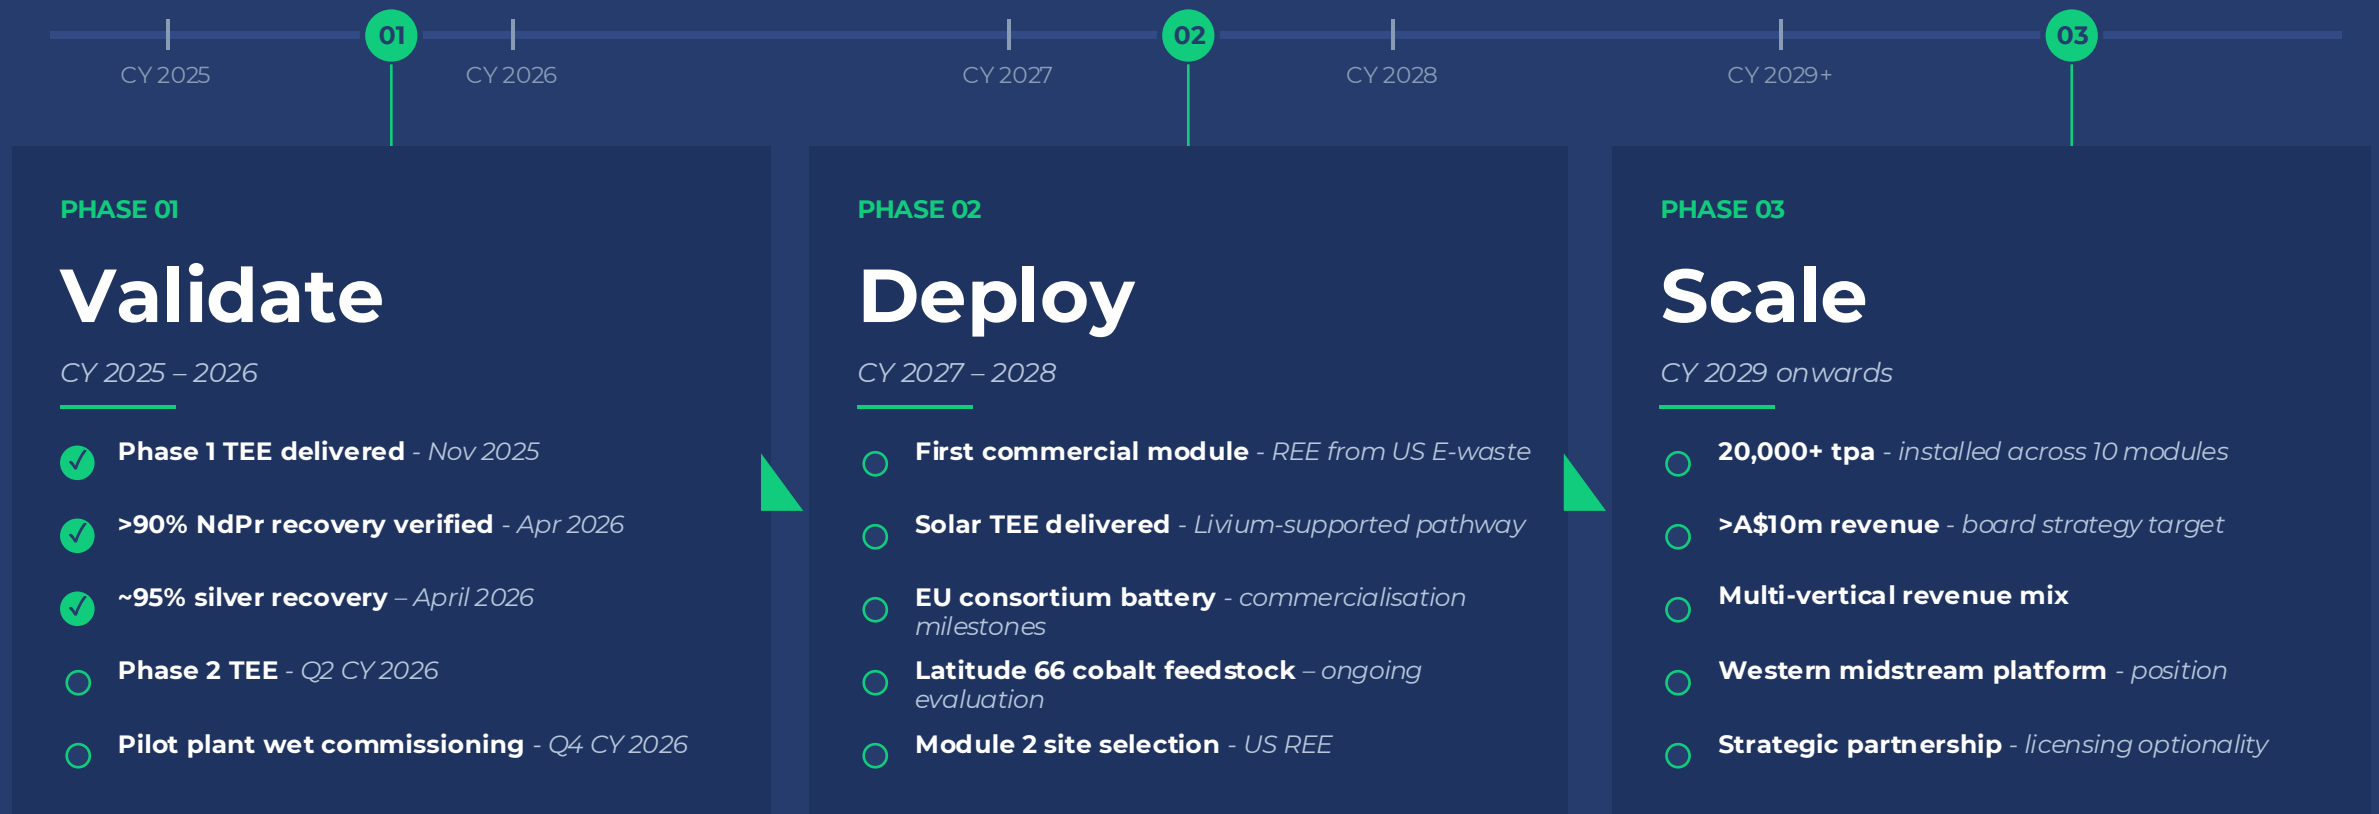 01
02
03
CY 2025
CY 2026
CY 2027
CY 2028
CY 2029+
PHASE 01
Validate
CY 2025 – 2026
Phase 1 TEE delivered - Nov 2025
>90% NdPr recovery verified - Apr 2026
~95% silver recovery – April 2026
Phase 2 TEE - Q2 CY 2026
Pilot plant wet commissioning - Q4 CY 2026
PHASE 02
Deploy
CY 2027 – 2028
First commercial module - REE from US E-waste
Solar TEE delivered - Livium-supported pathway
EU consortium battery - commercialisation
milestones
Latitude 66 cobalt feedstock – ongoing
evaluation
Module 2 site selection - US REE
PHASE 03
Scale
CY 2029 onwards
20,000+ tpa - installed across 10 modules
>A$10m revenue - board strategy target
Multi-vertical revenue mix
Western midstream platform - position
Strategic partnership - licensing optionality